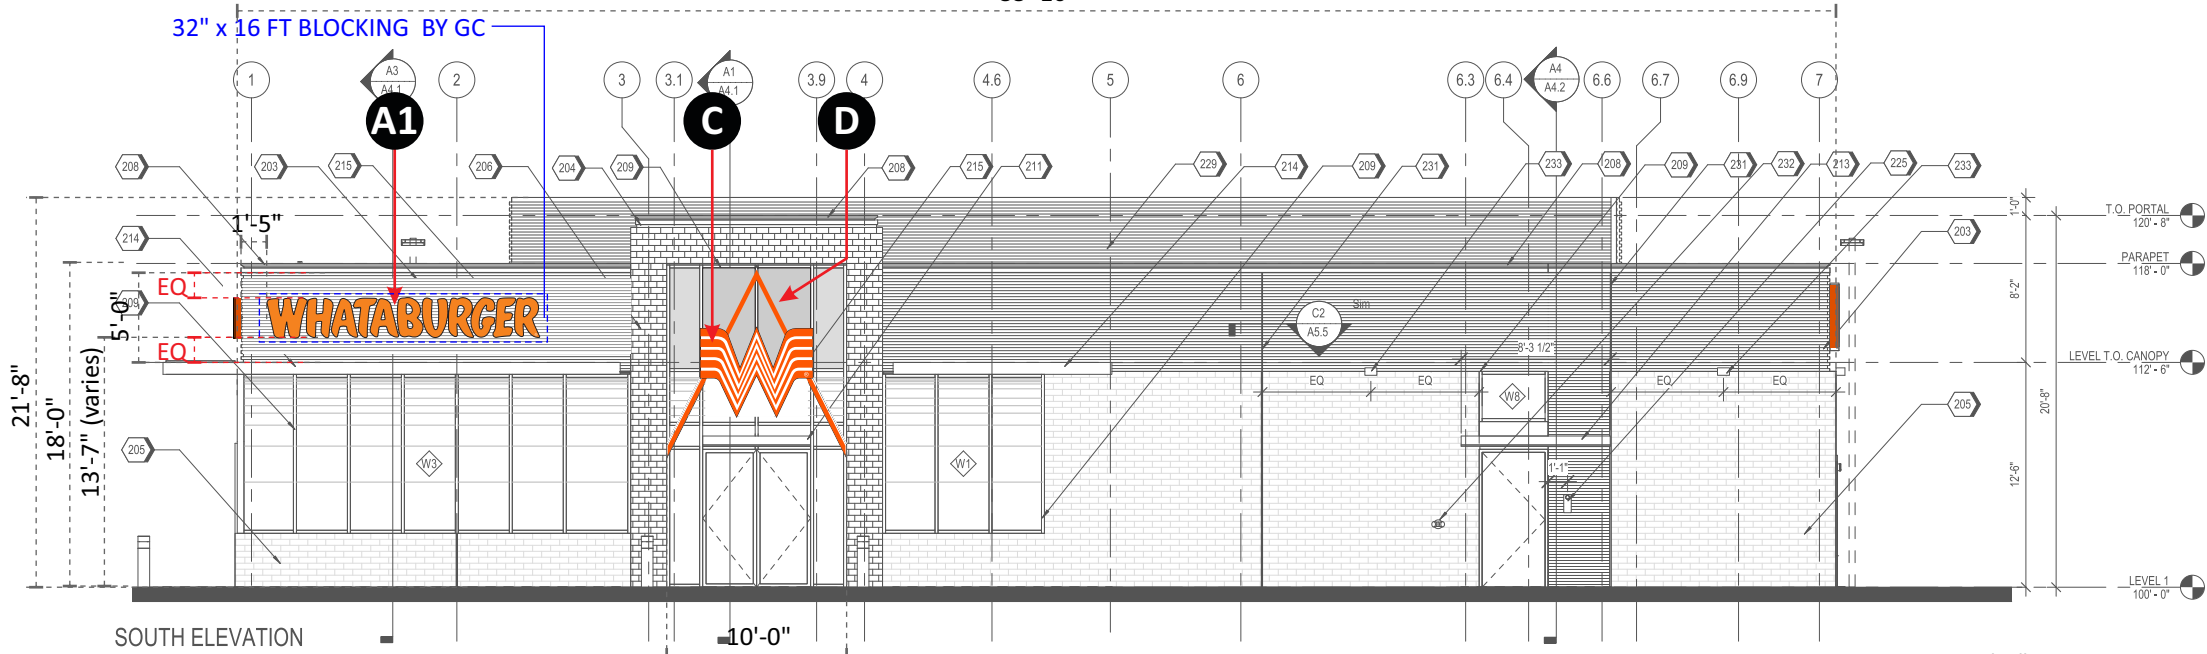 32" x 16 FT BLOCKING BY GC
1
A3
A4.1
2
3
3.1
A1
A4.1
3.9
4
4.6
5
6
6.3
6.4
A4
A4.2
6.6
6.7
6.9
7
A1
C
D
208
203
215
206
204
209
208
215
211
229
214
209
231
233
208
209
231
232
213
225
233
1'-5"
1'-0"
T.O. PORTAL
120' - 8"
214
203
PARAPET
118' - 0"
EQ
209
5'-0"
WHATABURGER
8'-2"
Sim
C2
A5.5
EQ
8'-3 1/2"
LEVEL T.O. CANOPY
112' - 6"
EQ
EQ
EQ
EQ
W8
205
21'-8"
18'-0"
13'-7" (varies)
20'-8"
205
W3
W1
1'-1"
12'-6"
LEVEL 1
100' - 0"
SOUTH ELEVATION
10'-0"